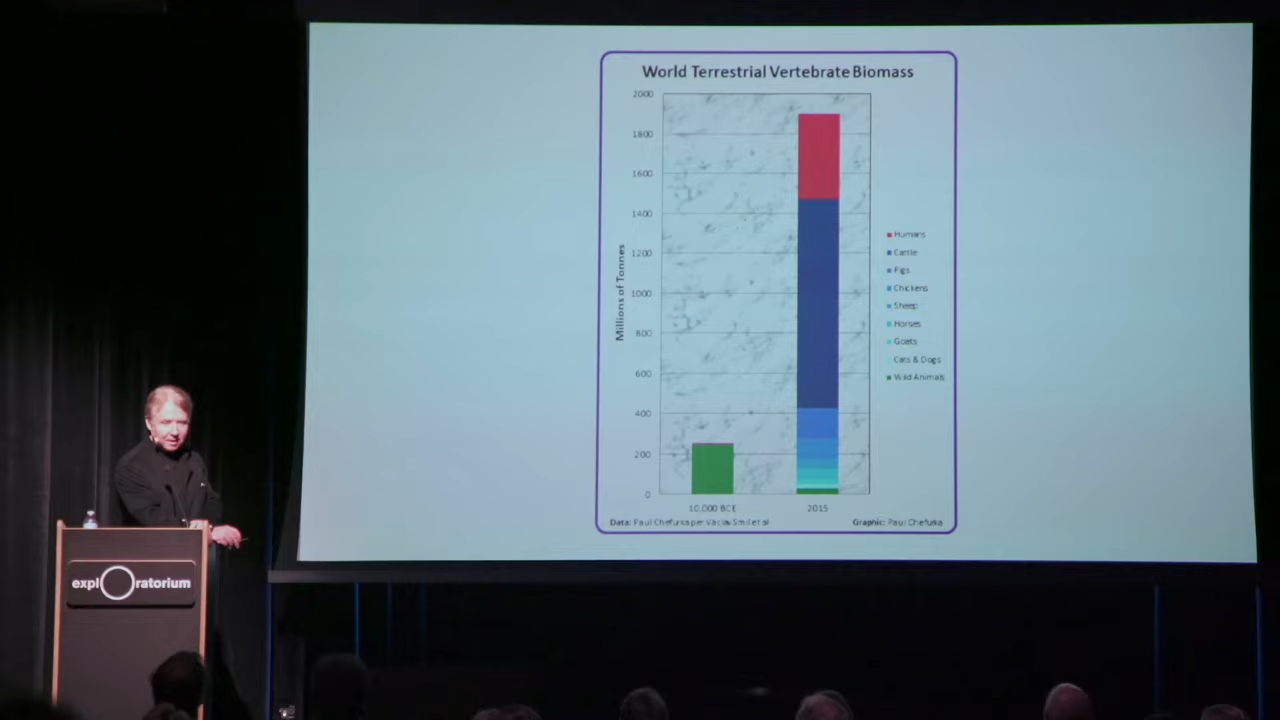 World Terrestrial Vertebrate Biomass
2000
1800
1600
1400
1200
1000
800
600
400
200
0
Millions of Tonnes
10,000 BCE
2015
Humans
Cattle
Pigs
Chickens
Sheep
Horses
Goats
Cats & Dogs
Wild Animals
Data: Paul Chefurka per Vaclav Smil et al
Graphic: Paul Chefurka
expl ratorium